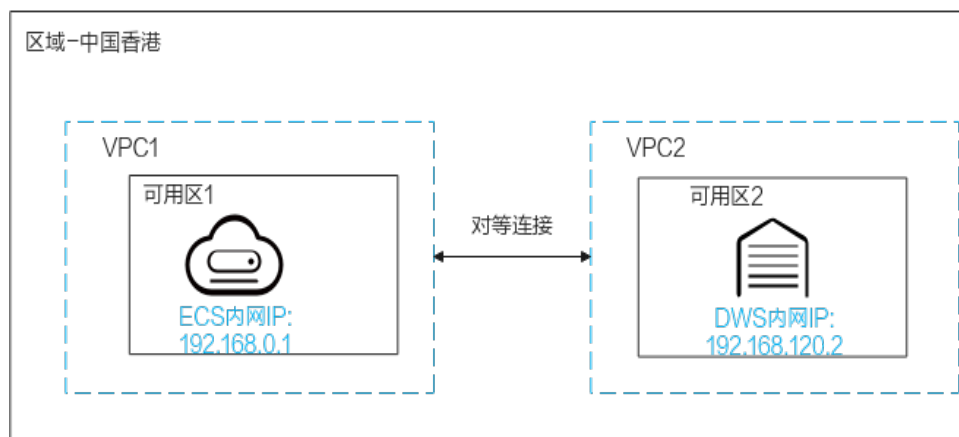 区域-中国香港
VPC1
可用区1
ECS内网IP:
192.168.0.1
对等连接
VPC2
可用区2
DWS内网IP:
192.168.120.2